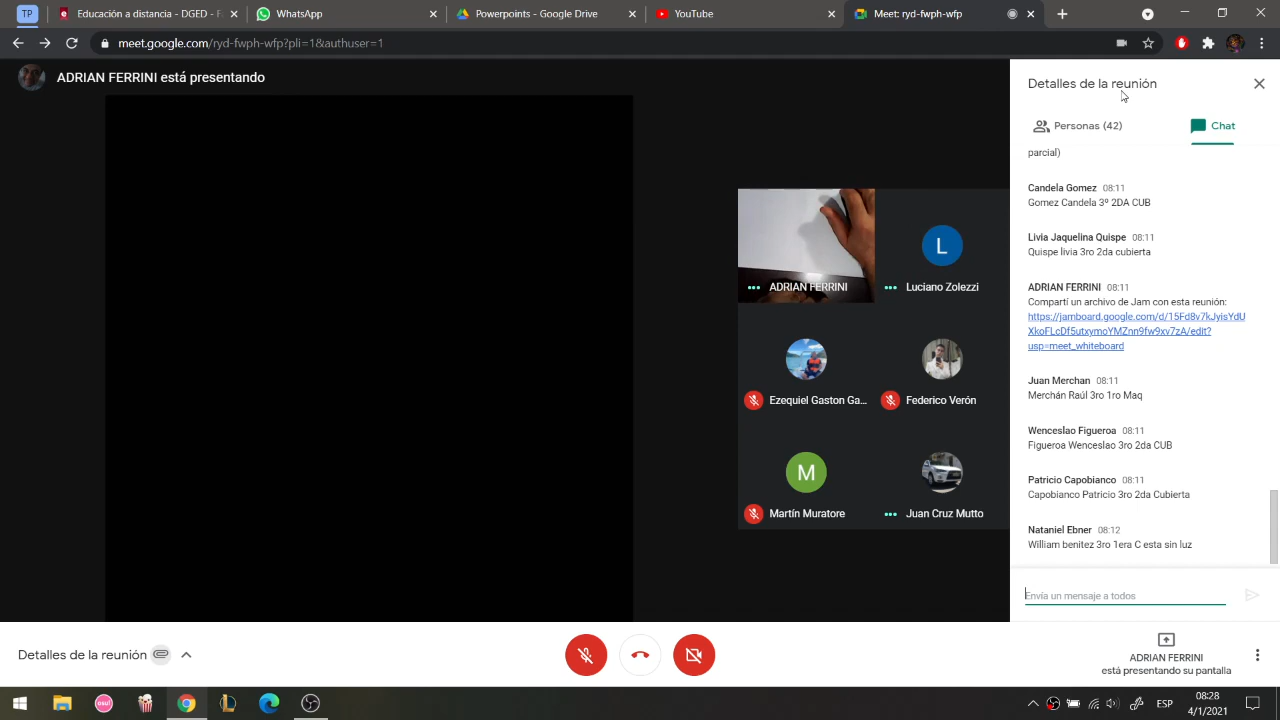 TP
Educación a distancia - DGED - F
WhatsApp
Powerpoints - Google Drive
YouTube
Meet: ryd-fwph-wfp
meet.google.com/ryd-fwph-wfp?pli=1&authuser=1
ADRIAN FERRINI está presentando
Detalles de la reunión
Personas (42)
Chat
parcial)
Candela Gomez 08:11
Gomez Candela 3º 2DA CUB
Livia Jaquelina Quispe 08:11
Quispe livia 3ro 2da cubierta
ADRIAN FERRINI 08:11
Compartí un archivo de Jam con esta reunión:
https://jamboard.google.com/d/15Fd8v7kJyisYdU
XkoFLcDf5utxymoYMZnn9fw9xv7zA/edit?
usp=meet_whiteboard
Juan Merchan 08:11
Merchán Raúl 3ro 1ro Maq
Wenceslao Figueroa 08:11
Figueroa Wenceslao 3ro 2da CUB
Patricio Capobianco 08:11
Capobianco Patricio 3ro 2da Cubierta
Nataniel Ebner 08:12
William benitez 3ro 1era C esta sin luz
Envía un mensaje a todos
ADRIAN FERRINI
L
Luciano Zolezzi
Ezequiel Gaston Ga...
Federico Verón
M
Martín Muratore
Juan Cruz Mutto
Detalles de la reunión
ADRIAN FERRINI
está presentando su pantalla
osu!
ESP
08:28
4/1/2021